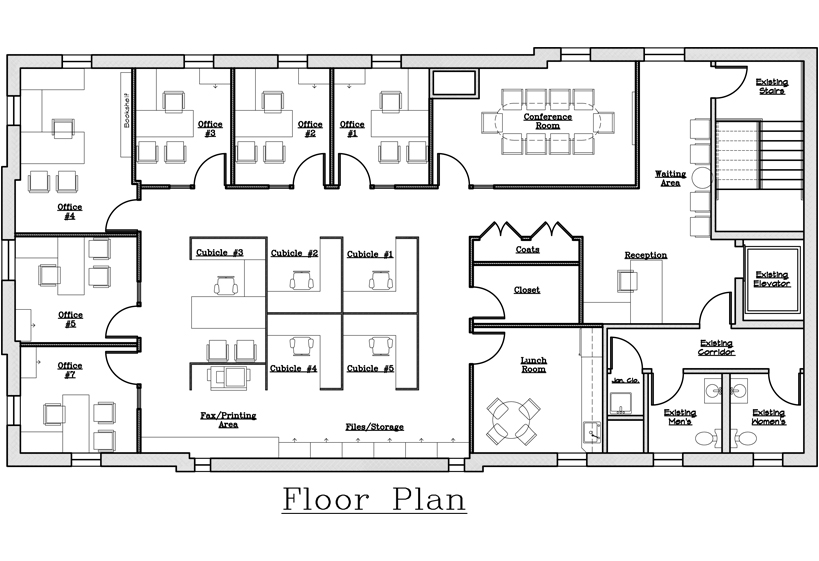 Existing
Stairs
Bookshelf
Office
#3
Office
#2
Office
#1
Conference
Room
Waiting
Area
Office
#4
Cubicle #3
Cubicle #2
Cubicle #1
Coats
Reception
Existing
Elevator
Closet
Office
#5
Existing
Corridor
Office
#7
Cubicle #4
Cubicle #5
Lunch
Room
Jan. Clo.
Fax/Printing
Area
Files/Storage
Existing
Men's
Existing
Women's
Floor Plan